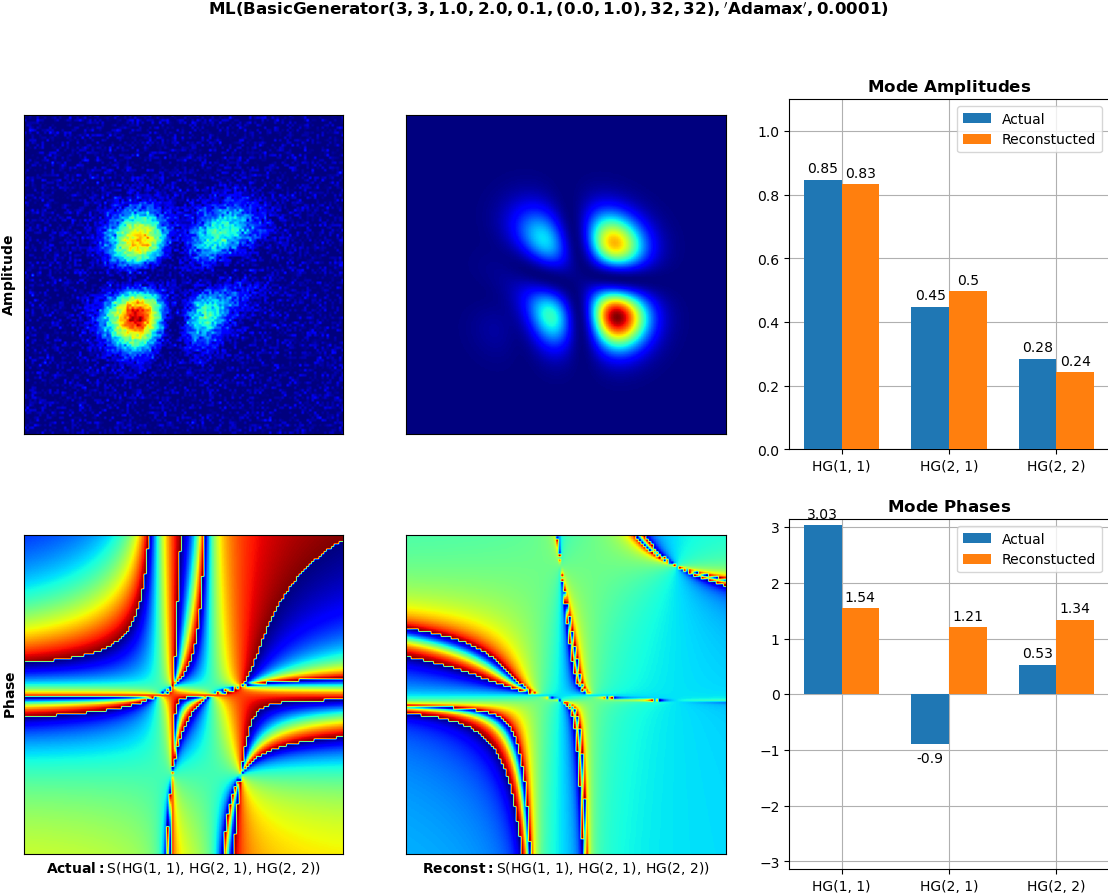 ML(BasicGenerator(3, 3, 1.0, 2.0, 0.1, (0.0, 1.0), 32, 32), ′Adamax′, 0.0001)
Amplitude
Mode Amplitudes
Actual
Reconstucted
1.0
0.8
0.6
0.4
0.2
0.0
0.85
0.83
0.45
0.5
0.28
0.24
HG(1, 1)
HG(2, 1)
HG(2, 2)
Phase
Actual: S(HG(1, 1), HG(2, 1), HG(2, 2))
Reconst: S(HG(1, 1), HG(2, 1), HG(2, 2))
Mode Phases
Actual
Reconstucted
3
2
1
0
−1
−2
−3
3.03
1.54
-0.9
1.21
0.53
1.34
HG(1, 1)
HG(2, 1)
HG(2, 2)